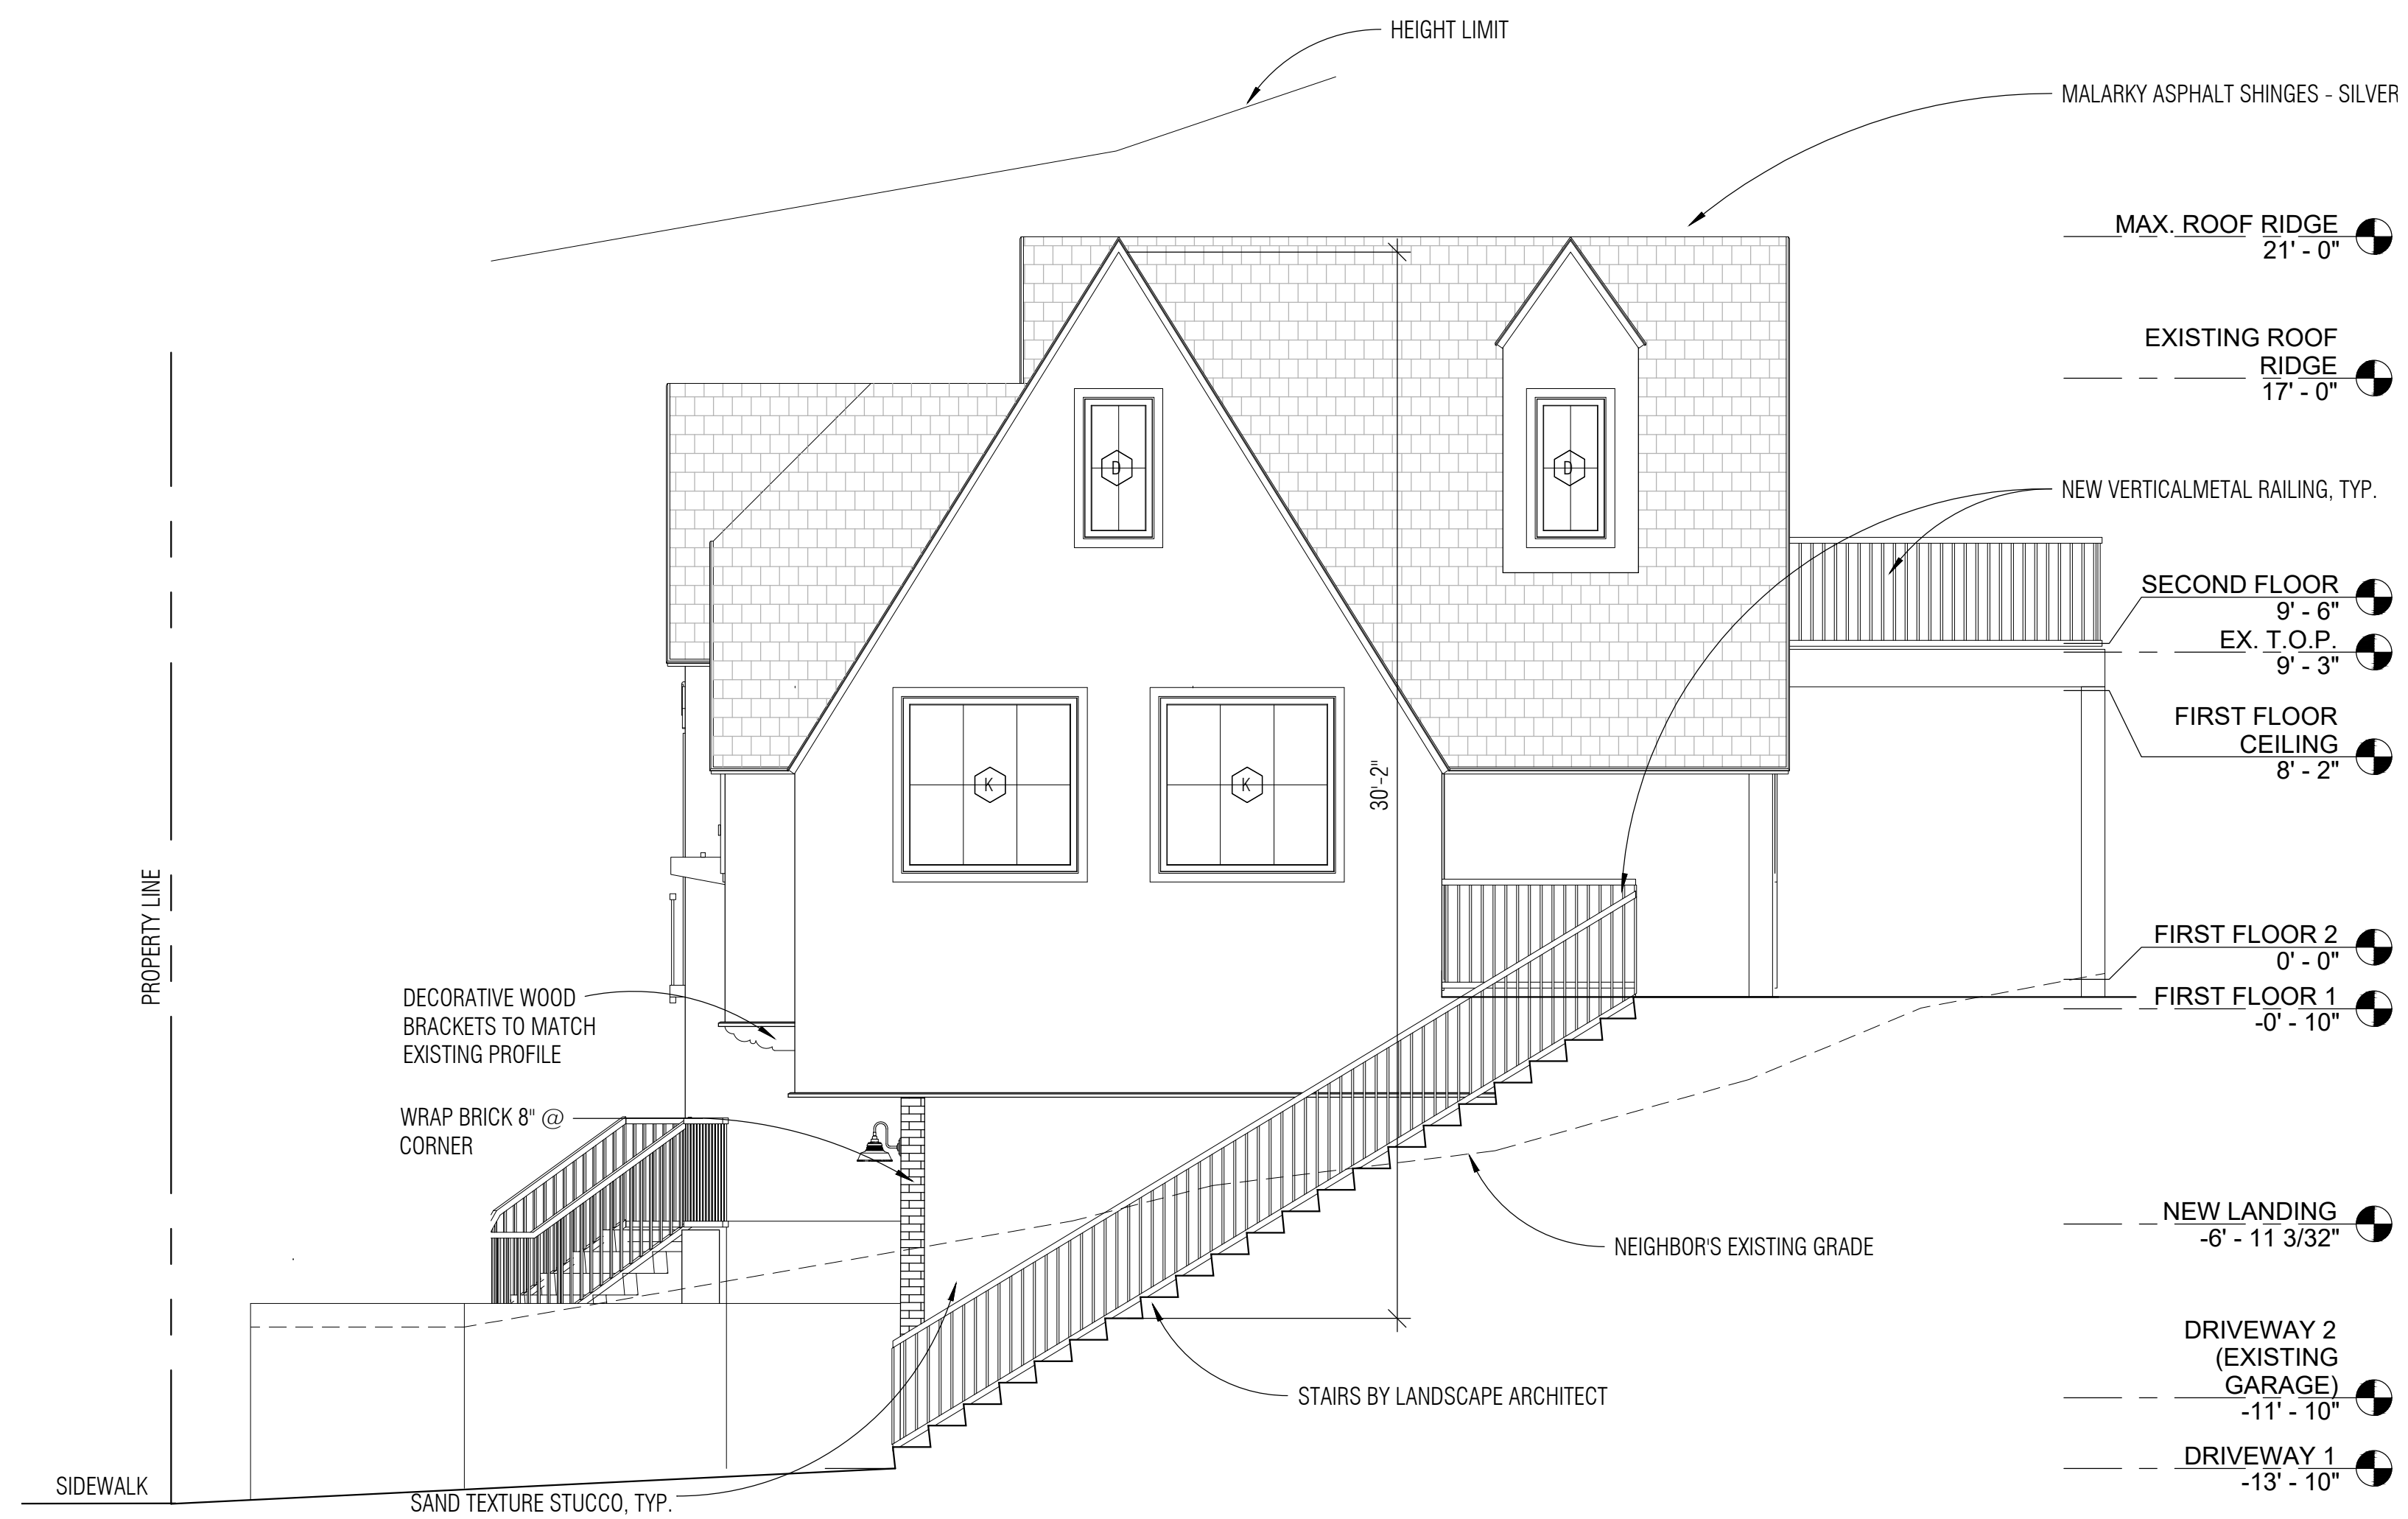 HEIGHT LIMIT
MALARKY ASPHALT SHINGES - SILVER
MAX. ROOF RIDGE
21' - 0"
EXISTING ROOF
RIDGE
17' - 0"
D
D
NEW VERTICALMETAL RAILING, TYP.
SECOND FLOOR
9' - 6"
EX. T.O.P.
9' - 3"
FIRST FLOOR
CEILING
8' - 2"
K
K
30'-2"
PROPERTY LINE
FIRST FLOOR 2
0' - 0"
FIRST FLOOR 1
-0' - 10"
DECORATIVE WOOD
BRACKETS TO MATCH
EXISTING PROFILE
WRAP BRICK 8" @
CORNER
NEW LANDING
-6' - 11 3/32"
NEIGHBOR'S EXISTING GRADE
DRIVEWAY 2
(EXISTING
GARAGE)
-11' - 10"
STAIRS BY LANDSCAPE ARCHITECT
DRIVEWAY 1
-13' - 10"
SIDEWALK
SAND TEXTURE STUCCO, TYP.